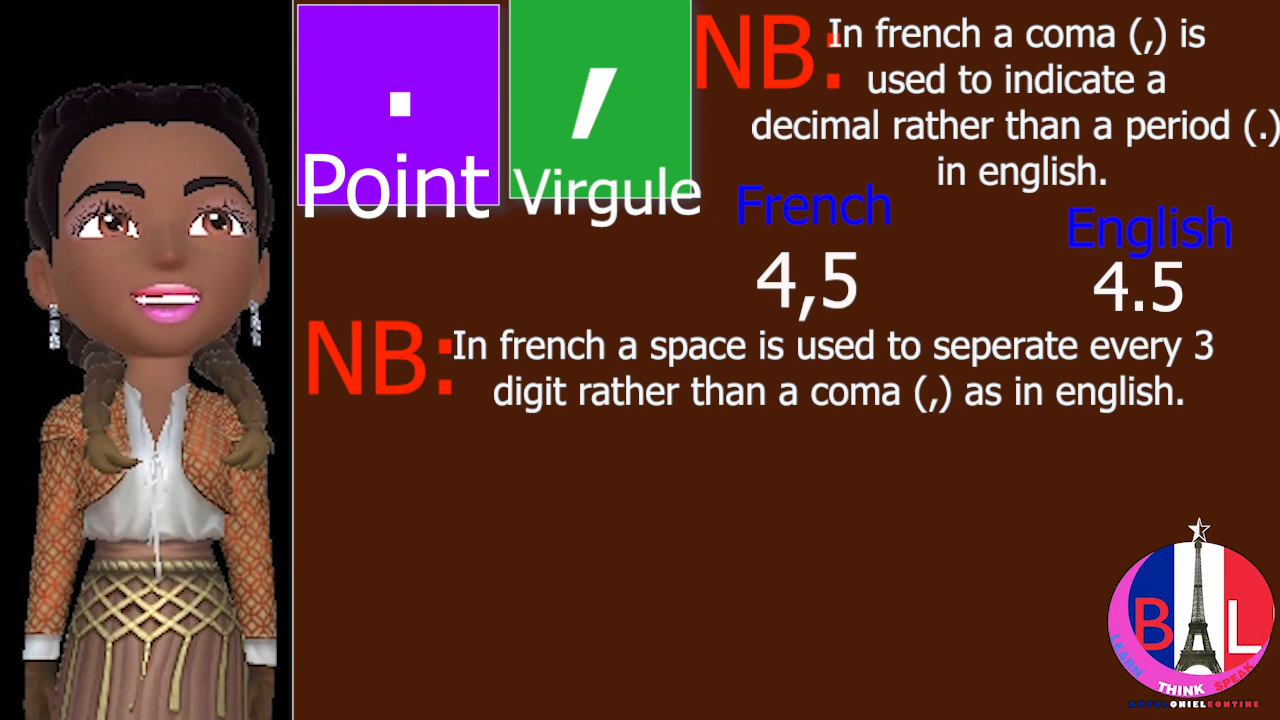 .
Point
,
Virgule
NB:
In french a coma (,) is
used to indicate a
decimal rather than a period (.)
in english.
French
English
4,5
4.5
NB:
In french a space is used to seperate every 3
digit rather than a coma (,) as in english.
BAL
LEARN THINK SPEAK